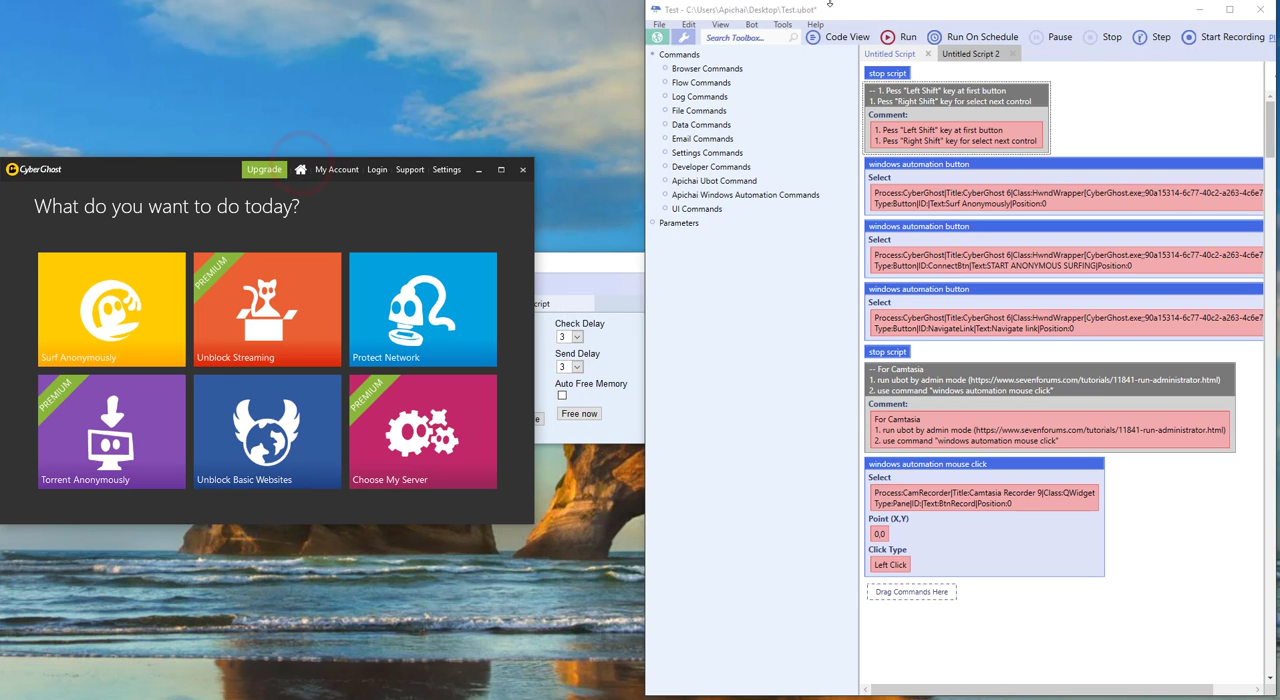 CyberGhost
Upgrade
My Account
Login
Support
Settings
What do you want to do today?
Surf Anonymously
PREMIUM
Unblock Streaming
Protect Network
PREMIUM
Torrent Anonymously
Unblock Basic Websites
PREMIUM
Choose My Server
cript
Check Delay
3
Send Delay
3
Auto Free Memory
e
Free now
Test - C:\Users\Apichai\Desktop\Test.ubot*
File
Edit
View
Bot
Tools
Help
Search Toolbox...
Code View
Run
Run On Schedule
Pause
Stop
Step
Start Recording
Commands
Browser Commands
Flow Commands
Log Commands
File Commands
Data Commands
Email Commands
Settings Commands
Developer Commands
Apichai Ubot Command
Apichai Windows Automation Commands
UI Commands
Parameters
Untitled Script
Untitled Script 2
stop script
-- 1. Pess "Left Shift" key at first button
1. Pess "Right Shift" key for select next control
Comment:
1. Pess "Left Shift" key at first button
1. Pess "Right Shift" key for select next control
windows automation button
Select
Process:CyberGhost|Title:CyberGhost 6|Class:HwndWrapper[CyberGhost.exe;;90a15314-6c77-40c2-a263-4c6e7
Type:Button|ID:|Text:Surf Anonymously|Position:0
windows automation button
Select
Process:CyberGhost|Title:CyberGhost 6|Class:HwndWrapper[CyberGhost.exe;;90a15314-6c77-40c2-a263-4c6e7
Type:Button|ID:ConnectBtn|Text:START ANONYMOUS SURFING|Position:0
windows automation button
Select
Process:CyberGhost|Title:CyberGhost 6|Class:HwndWrapper[CyberGhost.exe;;90a15314-6c77-40c2-a263-4c6e7
Type:Button|ID:NavigateLink|Text:Navigate link|Position:0
stop script
-- For Camtasia
1. run ubot by admin mode (https://www.sevenforums.com/tutorials/11841-run-administrator.html)
2. use command "windows automation mouse click"
Comment:
For Camtasia
1. run ubot by admin mode (https://www.sevenforums.com/tutorials/11841-run-administrator.html)
2. use command "windows automation mouse click"
windows automation mouse click
Select
Process:CamRecorder|Title:Camtasia Recorder 9|Class:QWidget
Type:Pane|ID:|Text:BtnRecord|Position:0
Point (X,Y)
0,0
Click Type
Left Click
Drag Commands Here